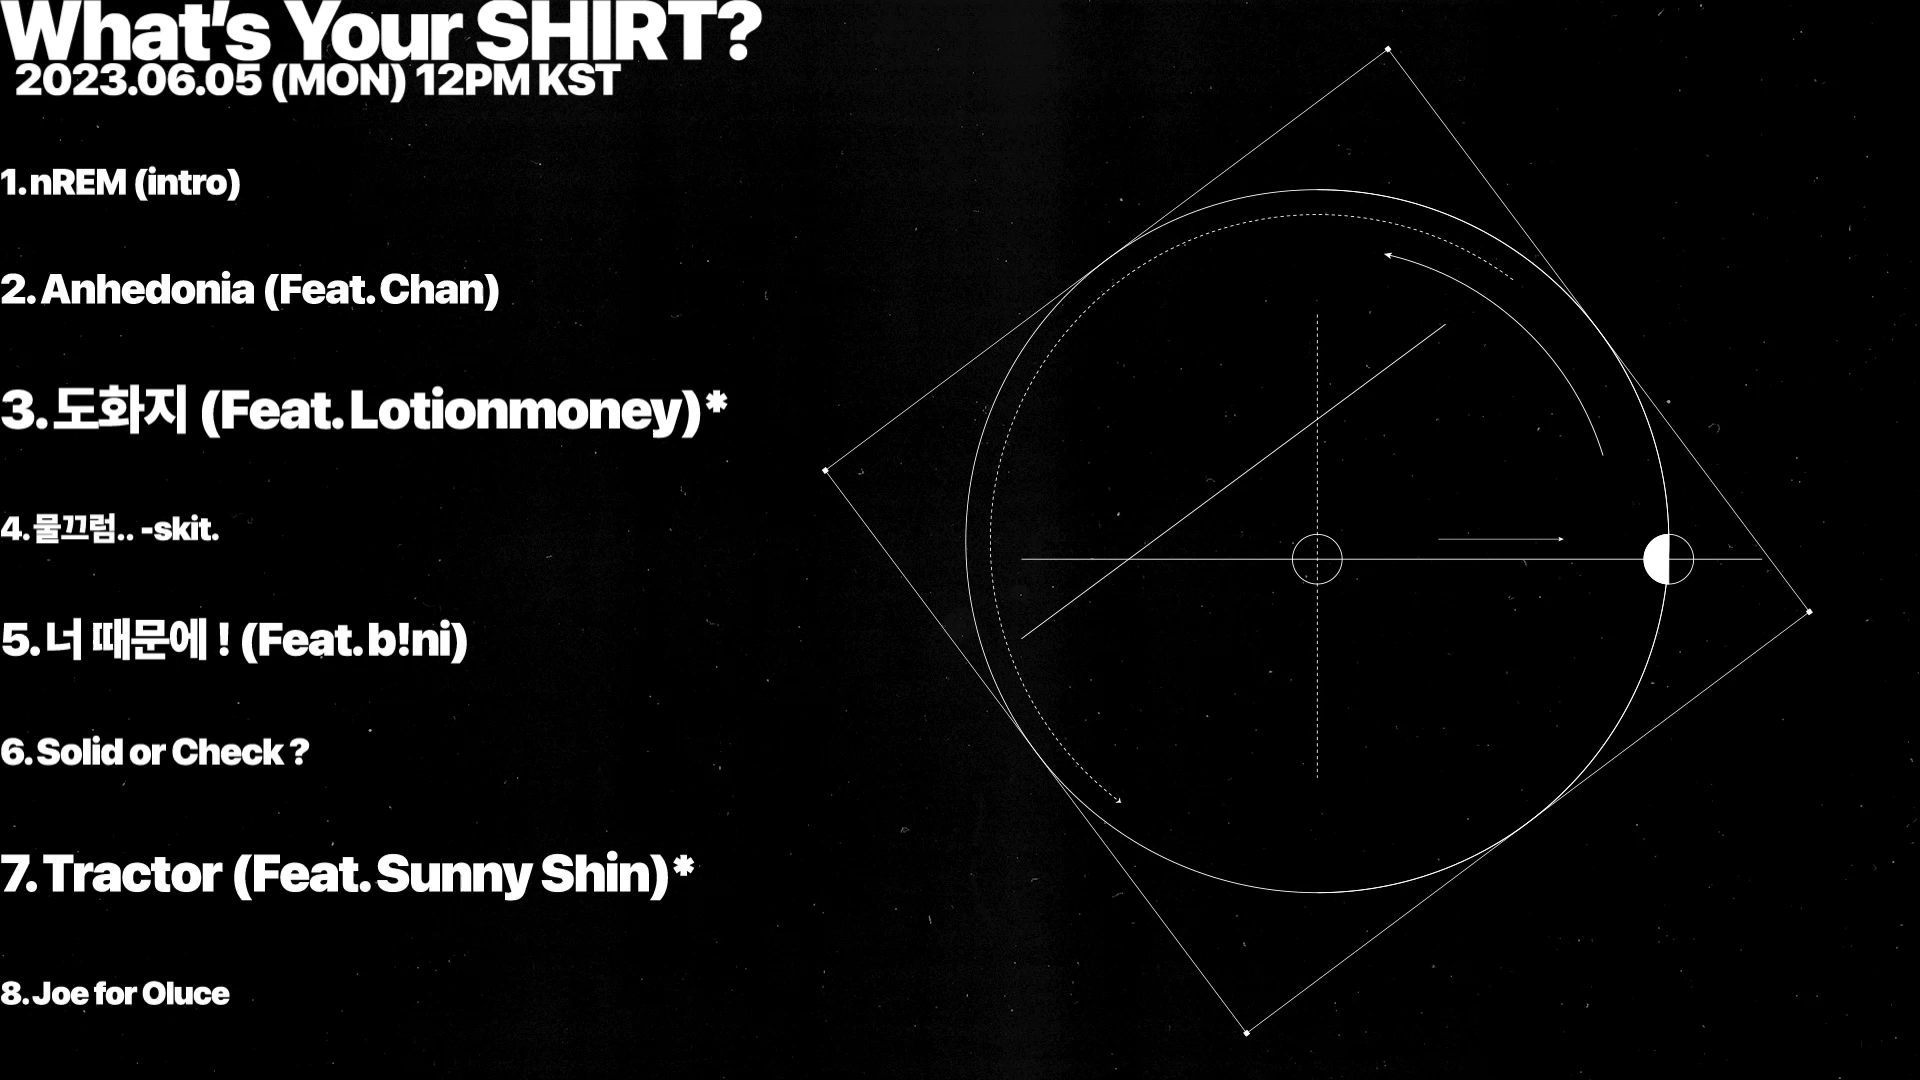 What's Your SHIRT?
2023.06.05 (MON) 12PM KST
1. nREM (intro)
2. Anhedonia (Feat. Chan)
3. 도화지 (Feat. Lotionmoney)*
4. 물끄럼.. -skit.
5. 너 때문에 ! (Feat. b!ni)
6. Solid or Check ?
7. Tractor (Feat. Sunny Shin)*
8. Joe for Oluce